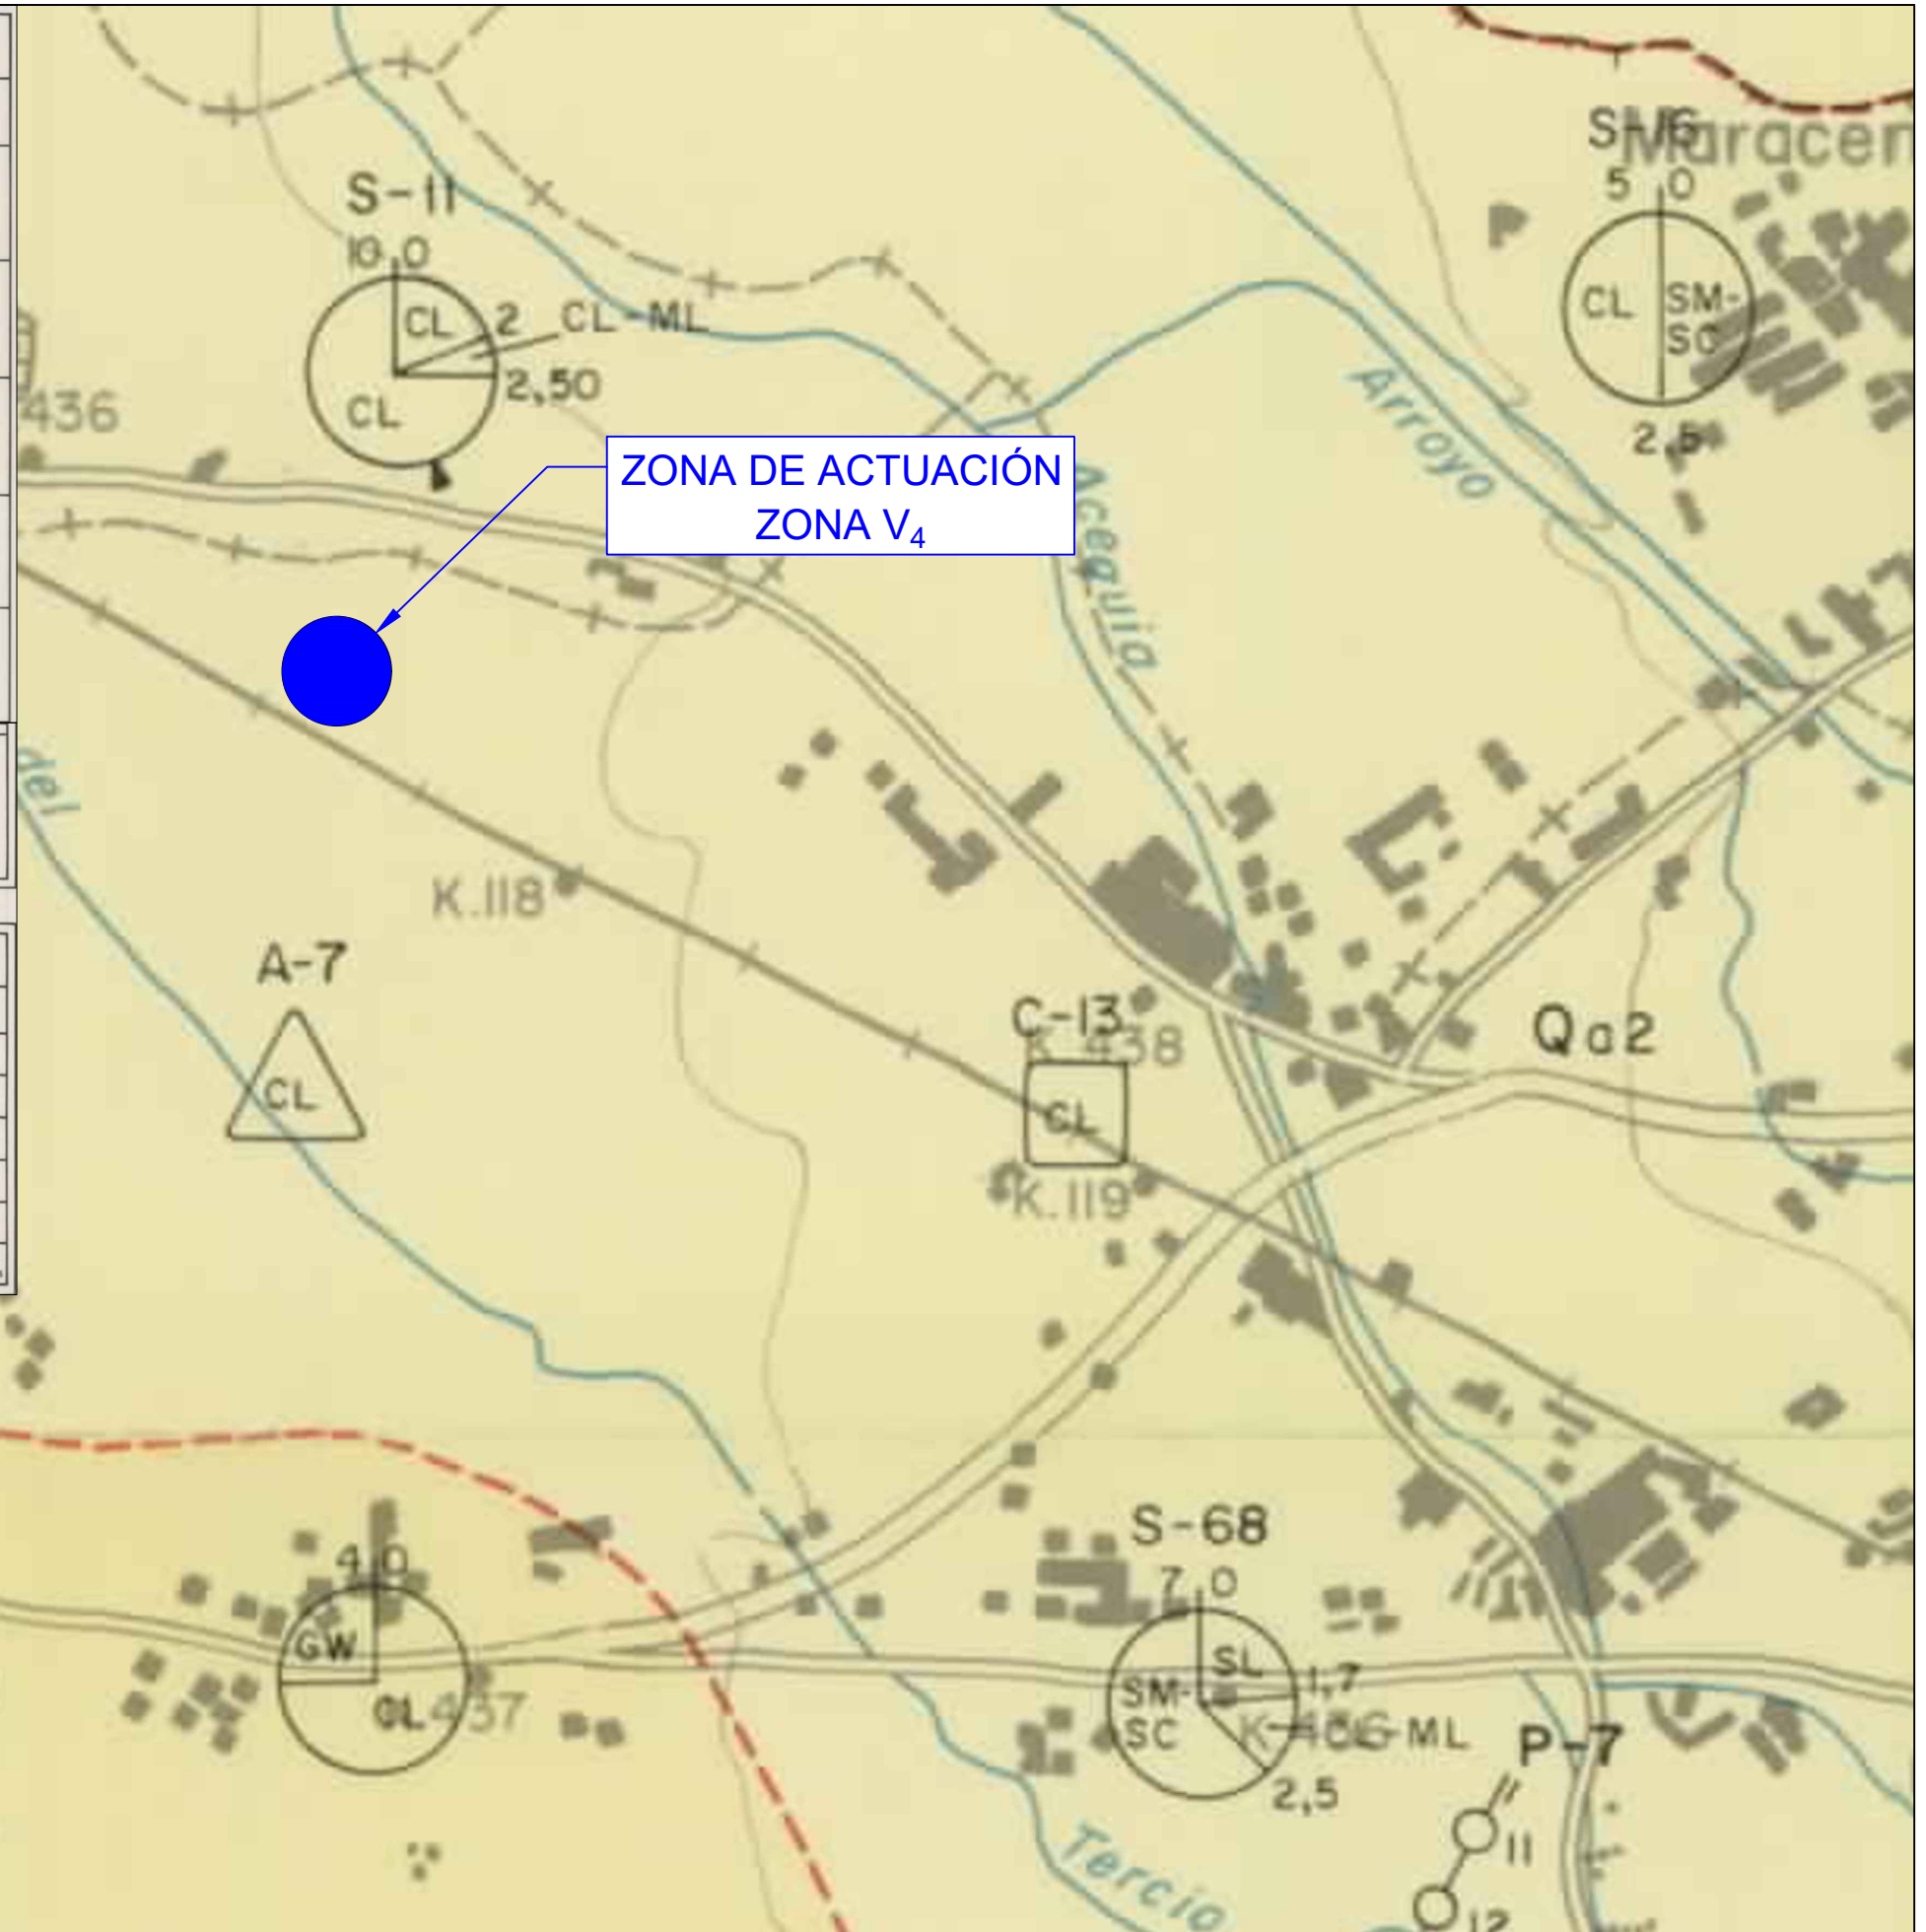 Maracen
S-16
5 0
CL
SM-
SC
2,5
S-11
10,0
CL
2
CL-ML
2,50
CL
436
Arroyo
ZONA DE ACTUACIÓN
ZONA V4
Acequia
del
K.118
A-7
CL
C-13
K 438
CL
K.119
Qa2
4,0
GW
CL
437
S-68
7,0
SL
1,7
SM-
SC
ML
2,5
P-7
11
12
Tercio